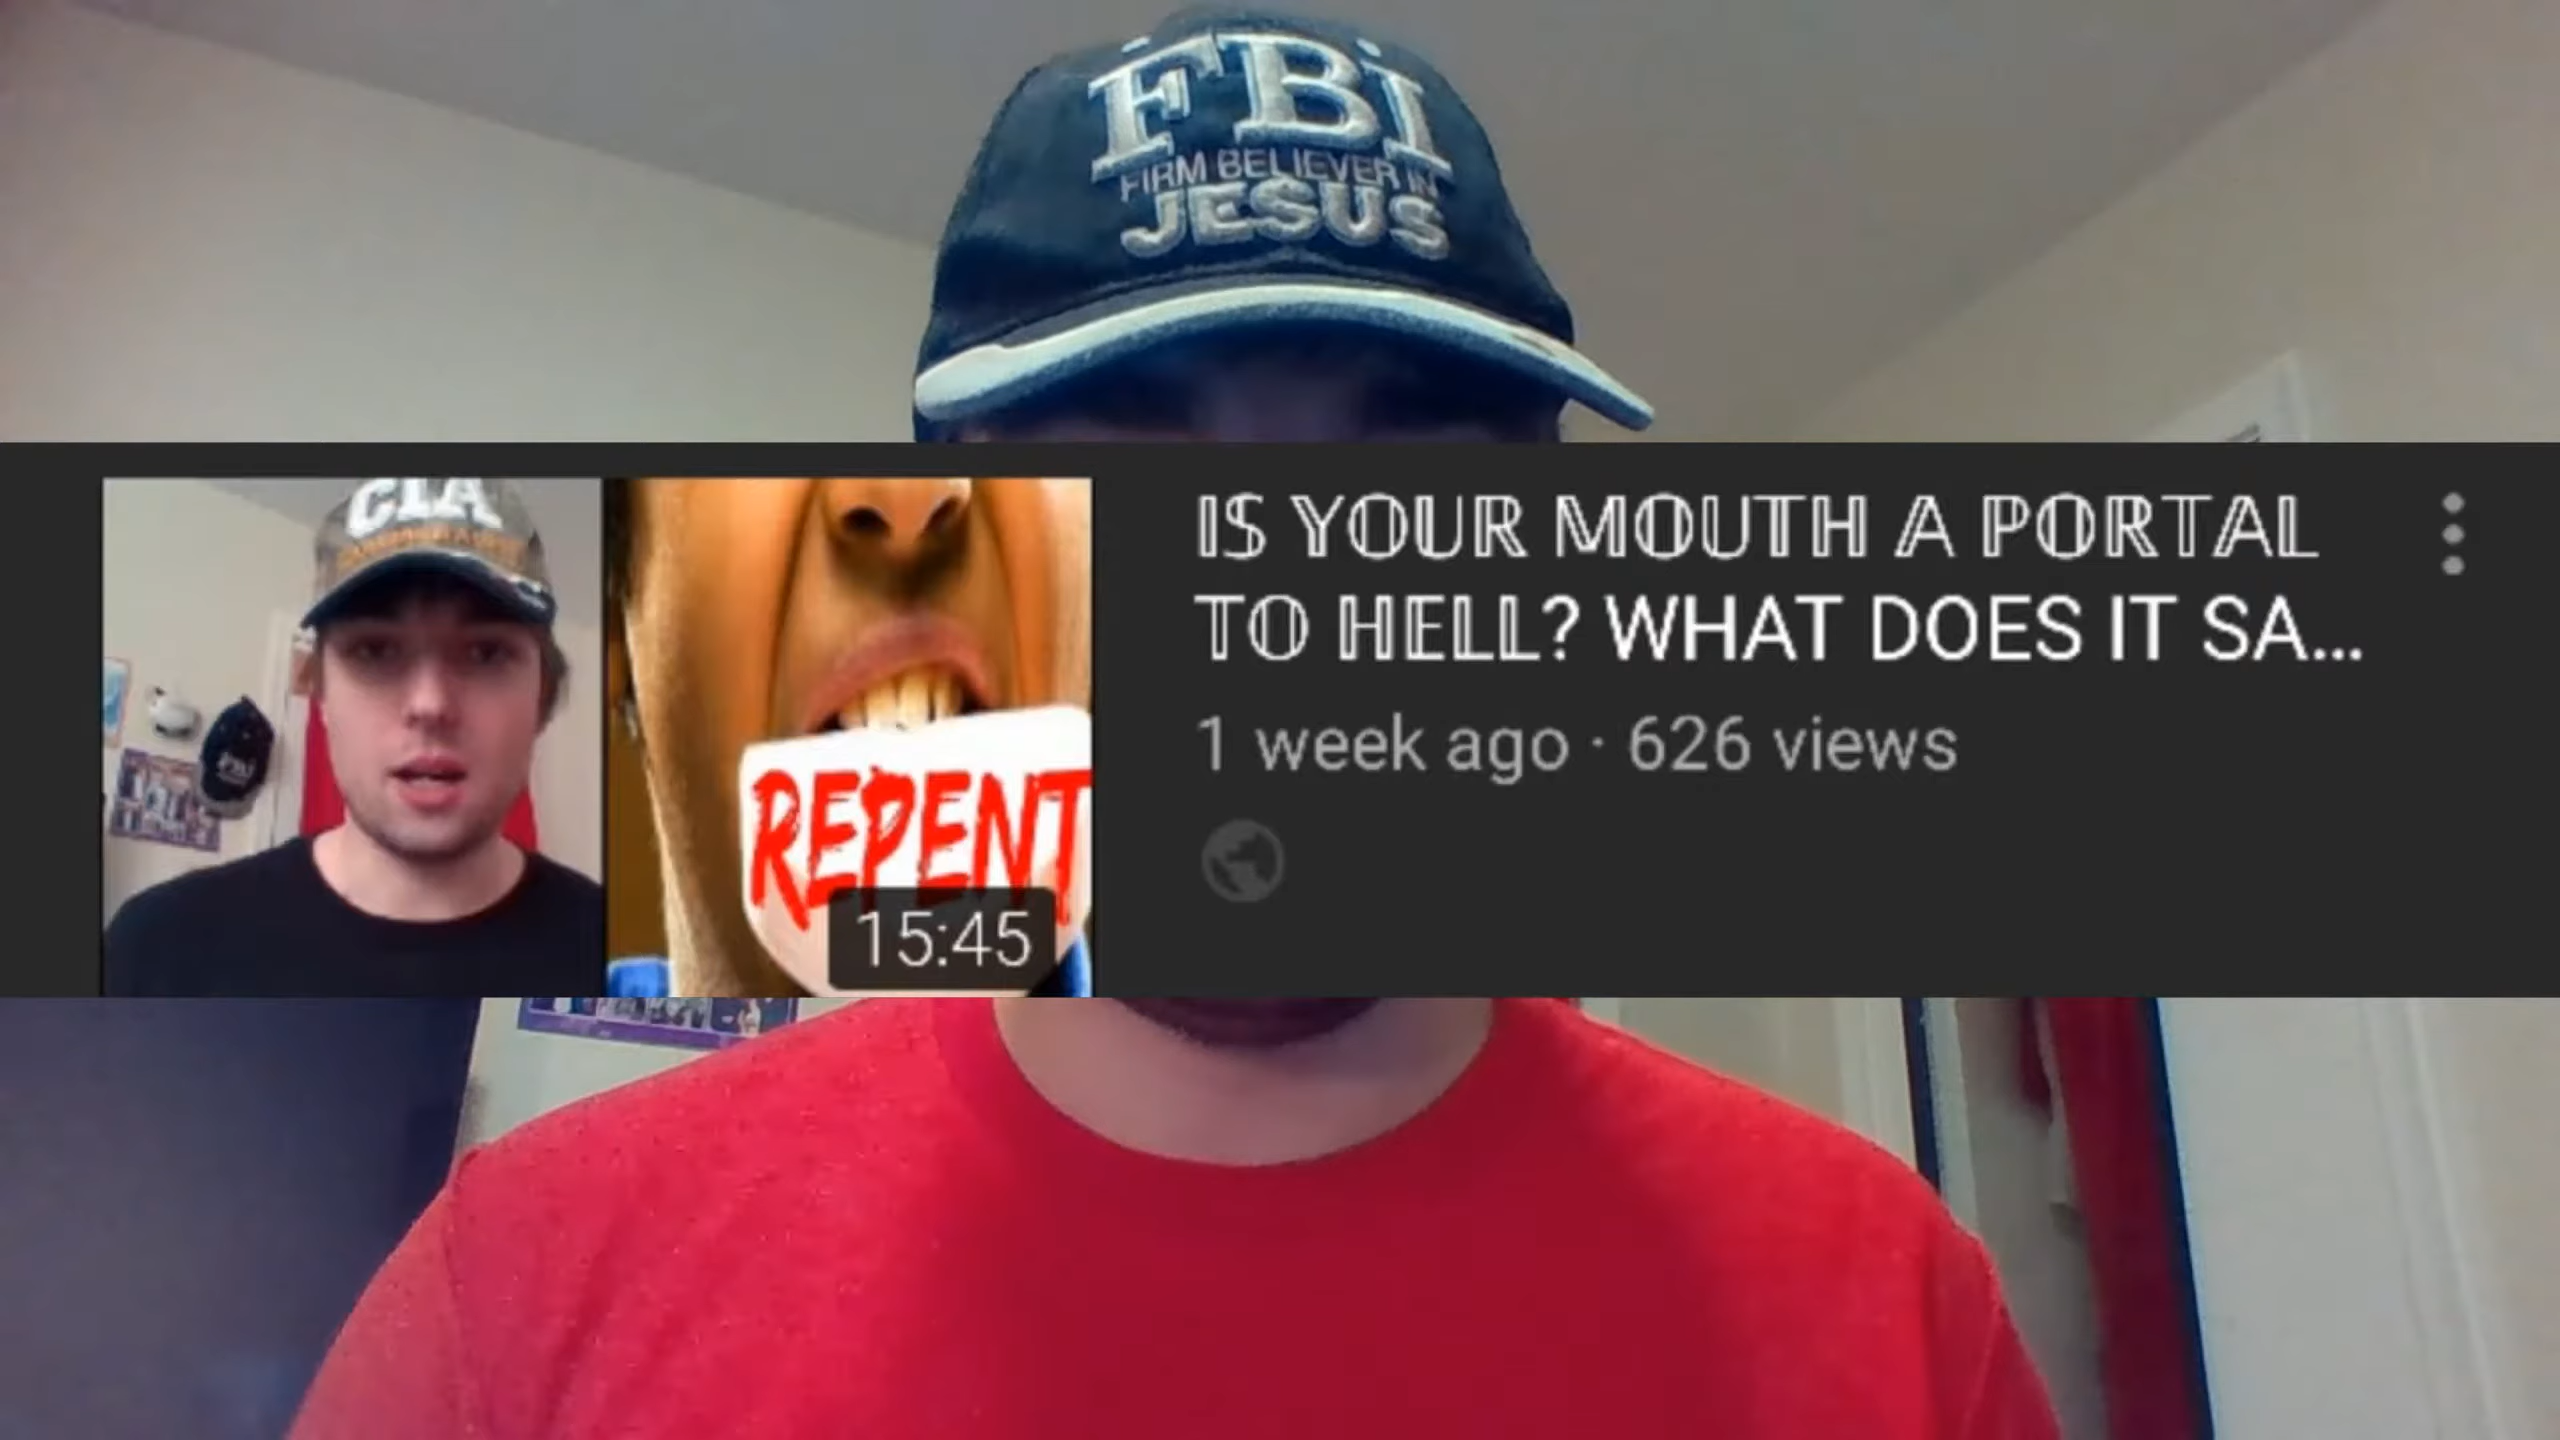 FBI
FIRM BELIEVER IN
JESUS
CIA
FBI
REPENT
15:45
IS YOUR MOUTH A PORTAL
TO HELL? WHAT DOES IT SA...
1 week ago · 626 views